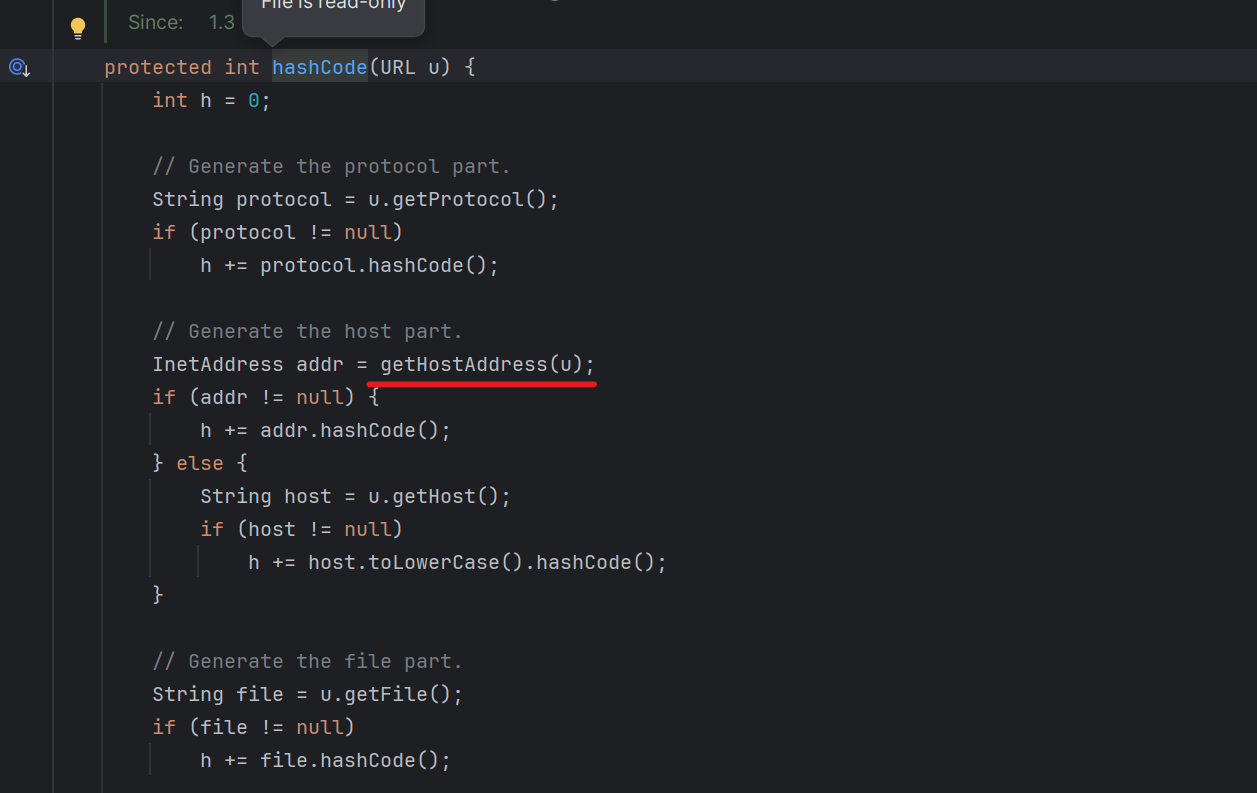 File is read-only
Since: 1.3
protected int hashCode(URL u) {
int h = 0;
// Generate the protocol part.
String protocol = u.getProtocol();
if (protocol != null)
h += protocol.hashCode();
// Generate the host part.
InetAddress addr = getHostAddress(u);
if (addr != null) {
h += addr.hashCode();
} else {
String host = u.getHost();
if (host != null)
h += host.toLowerCase().hashCode();
}
// Generate the file part.
String file = u.getFile();
if (file != null)
h += file.hashCode();